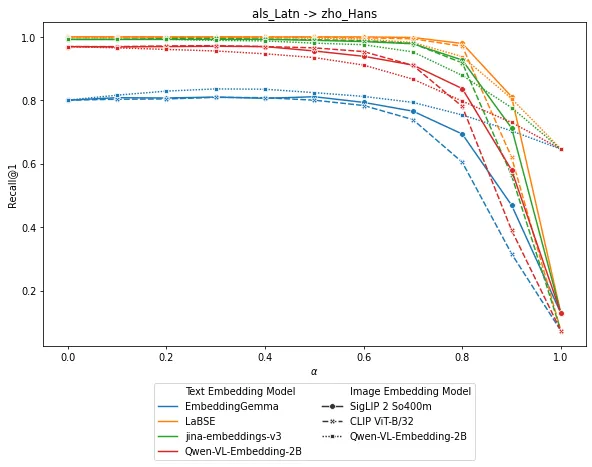 als_Latn -> zho_Hans
Recall@1
1.0
0.8
0.6
0.4
0.2
0.0 0.2 0.4 0.6 0.8 1.0
α
Text Embedding Model Image Embedding Model
EmbeddingGemma SigLIP 2 So400m
LaBSE CLIP ViT-B/32
jina-embeddings-v3 Qwen-VL-Embedding-2B
Qwen-VL-Embedding-2B